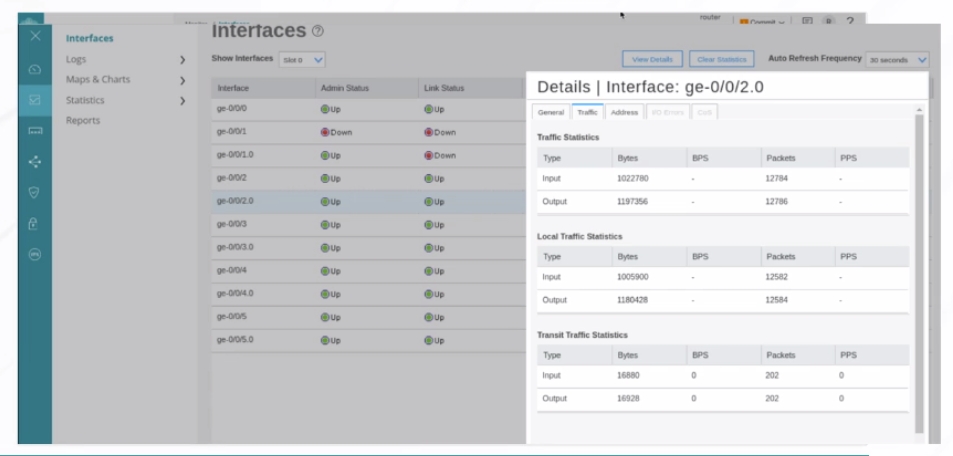 router
Commit
R
?
Interfaces ?
Interfaces
Logs
Maps & Charts
Statistics
Reports
Show Interfaces Slot 0
View Details Clear Statistics Auto Refresh Frequency 30 seconds
Interface Admin Status Link Status
ge-0/0/0 Up Up
ge-0/0/1 Down Down
ge-0/0/1.0 Up Down
ge-0/0/2 Up Up
ge-0/0/2.0 Up Up
ge-0/0/3 Up Up
ge-0/0/3.0 Up Up
ge-0/0/4 Up Up
ge-0/0/4.0 Up Up
ge-0/0/5 Up Up
ge-0/0/5.0 Up Up
Details | Interface: ge-0/0/2.0
General Traffic Address I/O Errors CoS
Traffic Statistics
Type Bytes BPS Packets PPS
Input 1022780 - 12784 -
Output 1197356 - 12786 -
Local Traffic Statistics
Type Bytes BPS Packets PPS
Input 1005900 - 12582 -
Output 1180428 - 12584 -
Transit Traffic Statistics
Type Bytes BPS Packets PPS
Input 16880 0 202 0
Output 16928 0 202 0